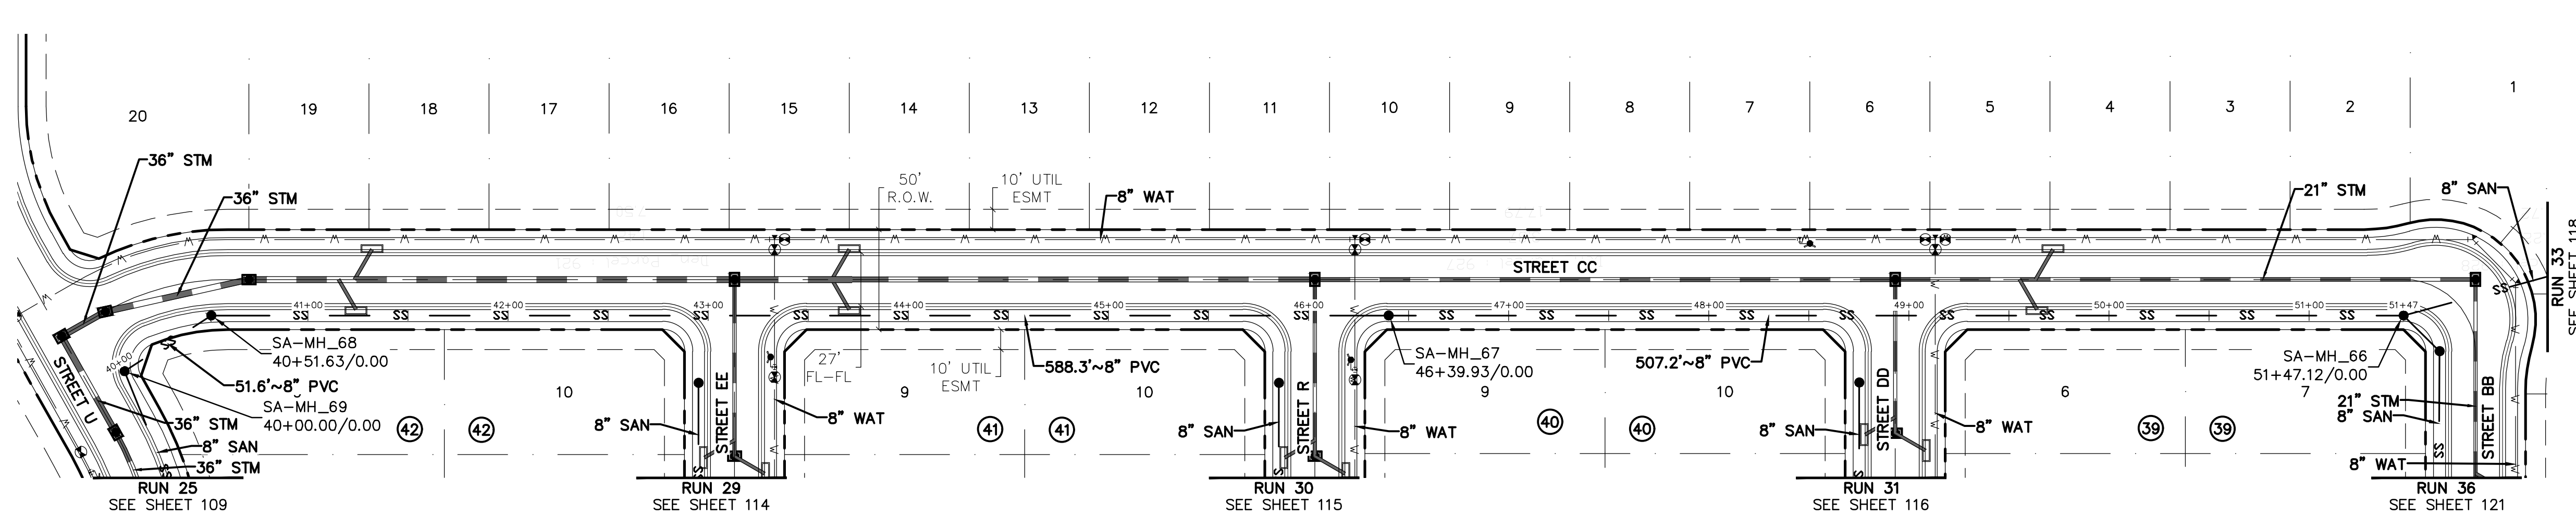 20
19
18
17
16
15
14
13
12
11
10
9
8
7
6
5
4
3
2
1
36" STM
36" STM
50'
R.O.W.
10' UTIL
ESMT
8" WAT
21" STM
8" SAN
RUN 33
SEE SHEET 118
STREET CC
SS
41+00
42+00
43+00
44+00
45+00
46+00
47+00
48+00
49+00
50+00
51+00
51+47
40+00
SA-MH_68
40+51.63/0.00
51.6'~8" PVC
SA-MH_69
40+00.00/0.00
STREET U
36" STM
8" SAN
36" STM
42
42
10
8" SAN
STREET EE
27'
FL-FL
8" WAT
9
10' UTIL
ESMT
588.3'~8" PVC
10
41
41
8" SAN
STREET R
SA-MH_67
46+39.93/0.00
8" WAT
9
507.2'~8" PVC
10
40
40
8" SAN
STREET DD
8" WAT
6
7
39
39
SA-MH_66
51+47.12/0.00
21" STM
8" SAN
STREET BB
8" WAT
RUN 25
SEE SHEET 109
RUN 29
SEE SHEET 114
RUN 30
SEE SHEET 115
RUN 31
SEE SHEET 116
RUN 36
SEE SHEET 121